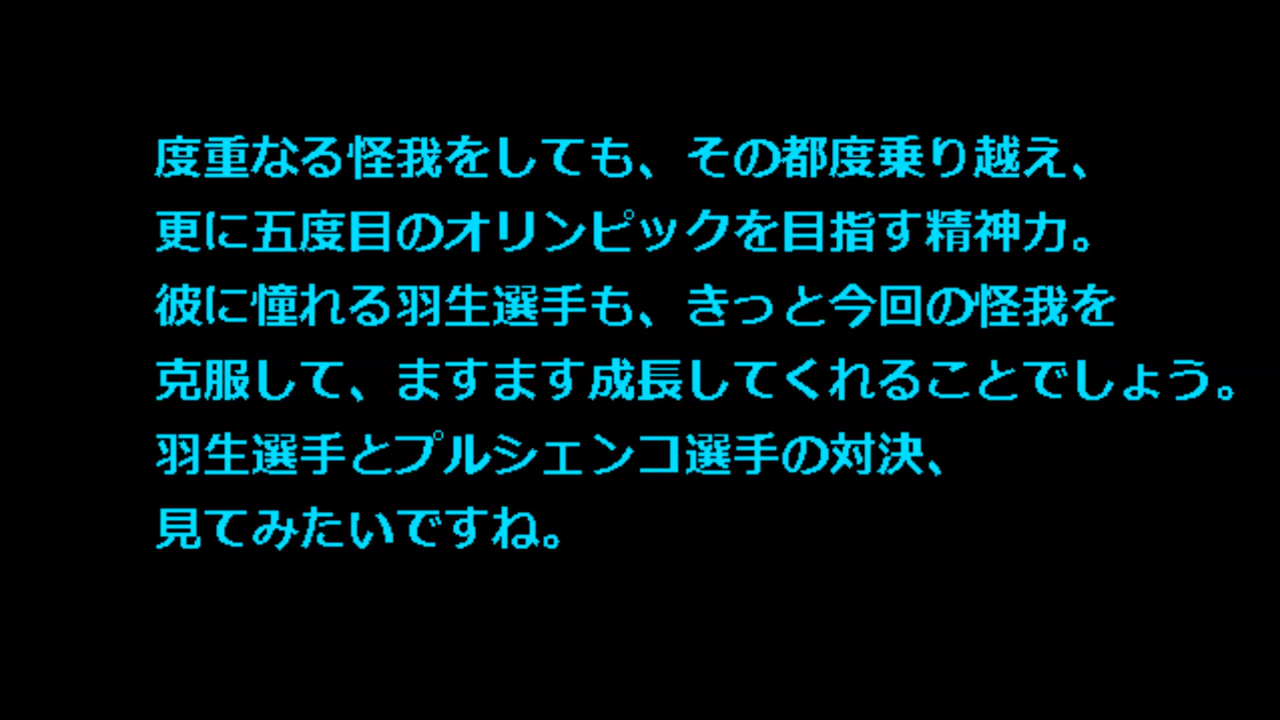 度重なる怪我をしても、その都度乗り越え、
更に五度目のオリンピックを目指す精神力。
彼に憧れる羽生選手も、きっと今回の怪我を
克服して、ますます成長してくれることでしょう。
羽生選手とプルシェンコ選手の対決、
見てみたいですね。